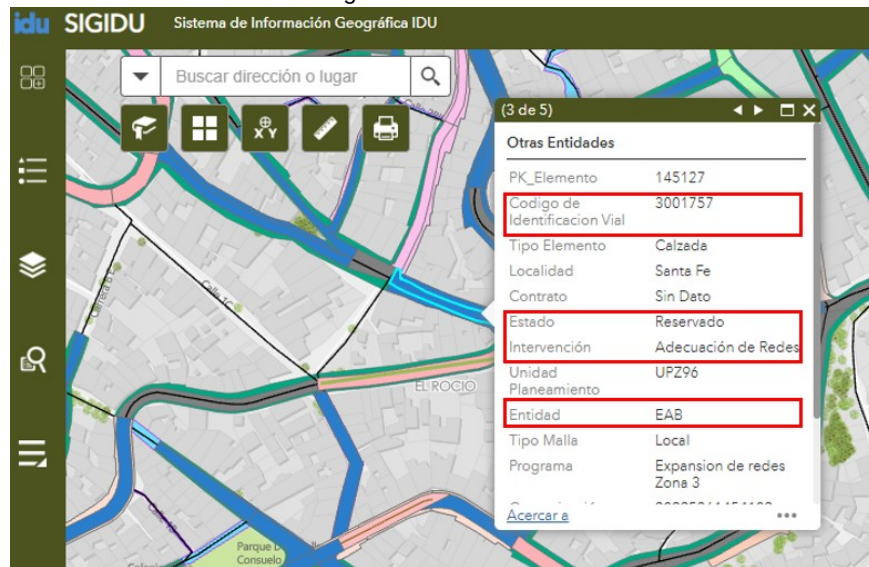 idu SIGIDU Sistema de Información Geográfica IDU
Buscar dirección o lugar
(3 de 5)
Otras Entidades
PK_Elemento 145127
Codigo de Identificacion Vial 3001757
Tipo Elemento Calzada
Localidad Santa Fe
Contrato Sin Dato
Estado Reservado
Intervención Adecuación de Redes
Unidad Planeamiento UPZ96
Entidad EAB
Tipo Malla Local
Programa Expansion de redes Zona 3
Acercar a
X Y
Calle 1C
EL ROCIO
Parque
Consuelo